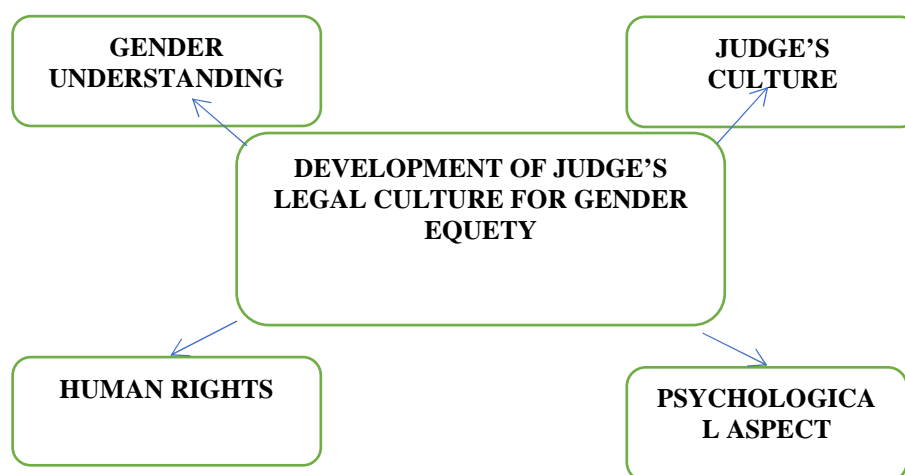 GENDER
UNDERSTANDING
JUDGE’S
CULTURE
DEVELOPMENT OF JUDGE’S
LEGAL CULTURE FOR GENDER
EQUETY
HUMAN RIGHTS
PSYCHOLOGICA
L ASPECT